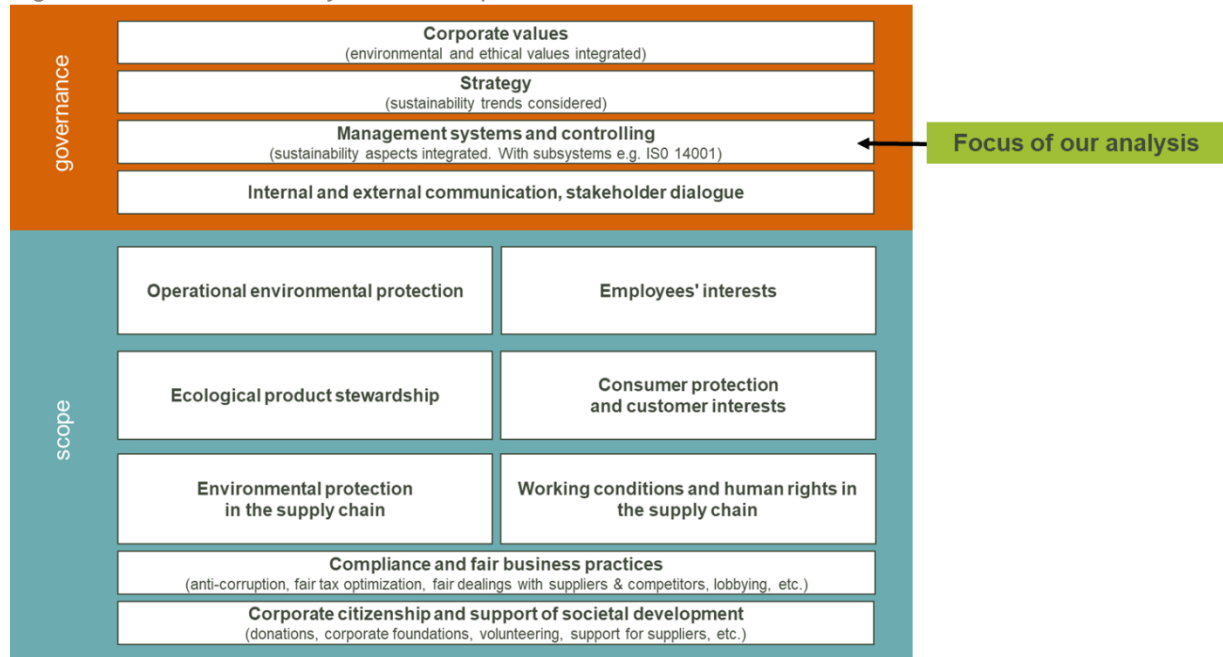 governance
Corporate values
(environmental and ethical values integrated)
Strategy
(sustainability trends considered)
Management systems and controlling
(sustainability aspects integrated. With subsystems e.g. IS0 14001)
Internal and external communication, stakeholder dialogue
Focus of our analysis
scope
Operational environmental protection
Employees' interests
Ecological product stewardship
Consumer protection
and customer interests
Environmental protection
in the supply chain
Working conditions and human rights in
the supply chain
Compliance and fair business practices
(anti-corruption, fair tax optimization, fair dealings with suppliers & competitors, lobbying, etc.)
Corporate citizenship and support of societal development
(donations, corporate foundations, volunteering, support for suppliers, etc.)